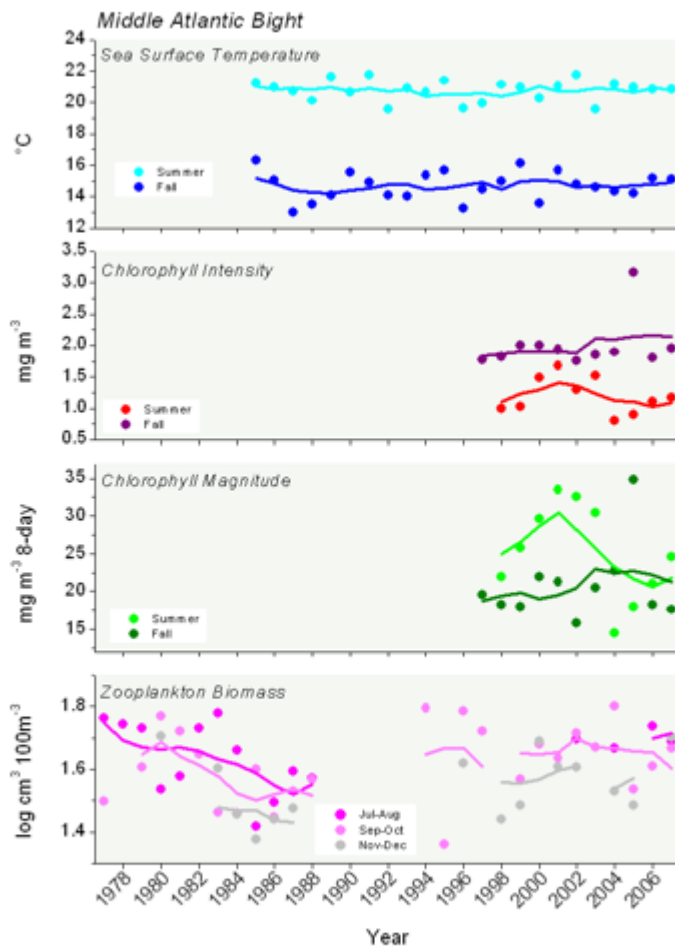 Middle Atlantic Bight
Sea Surface Temperature
24
22
20
18
16
14
12
°C
Summer
Fall
Chlorophyll Intensity
3.5
3.0
2.5
2.0
1.5
1.0
0.5
mg m-3
Summer
Fall
Chlorophyll Magnitude
35
30
25
20
15
mg m-3 8-day
Summer
Fall
Zooplankton Biomass
1.8
1.6
1.4
log cm3 100m-3
Jul-Aug
Sep-Oct
Nov-Dec
1978 1980 1982 1984 1986 1988 1990 1992 1994 1996 1998 2000 2002 2004 2006
Year